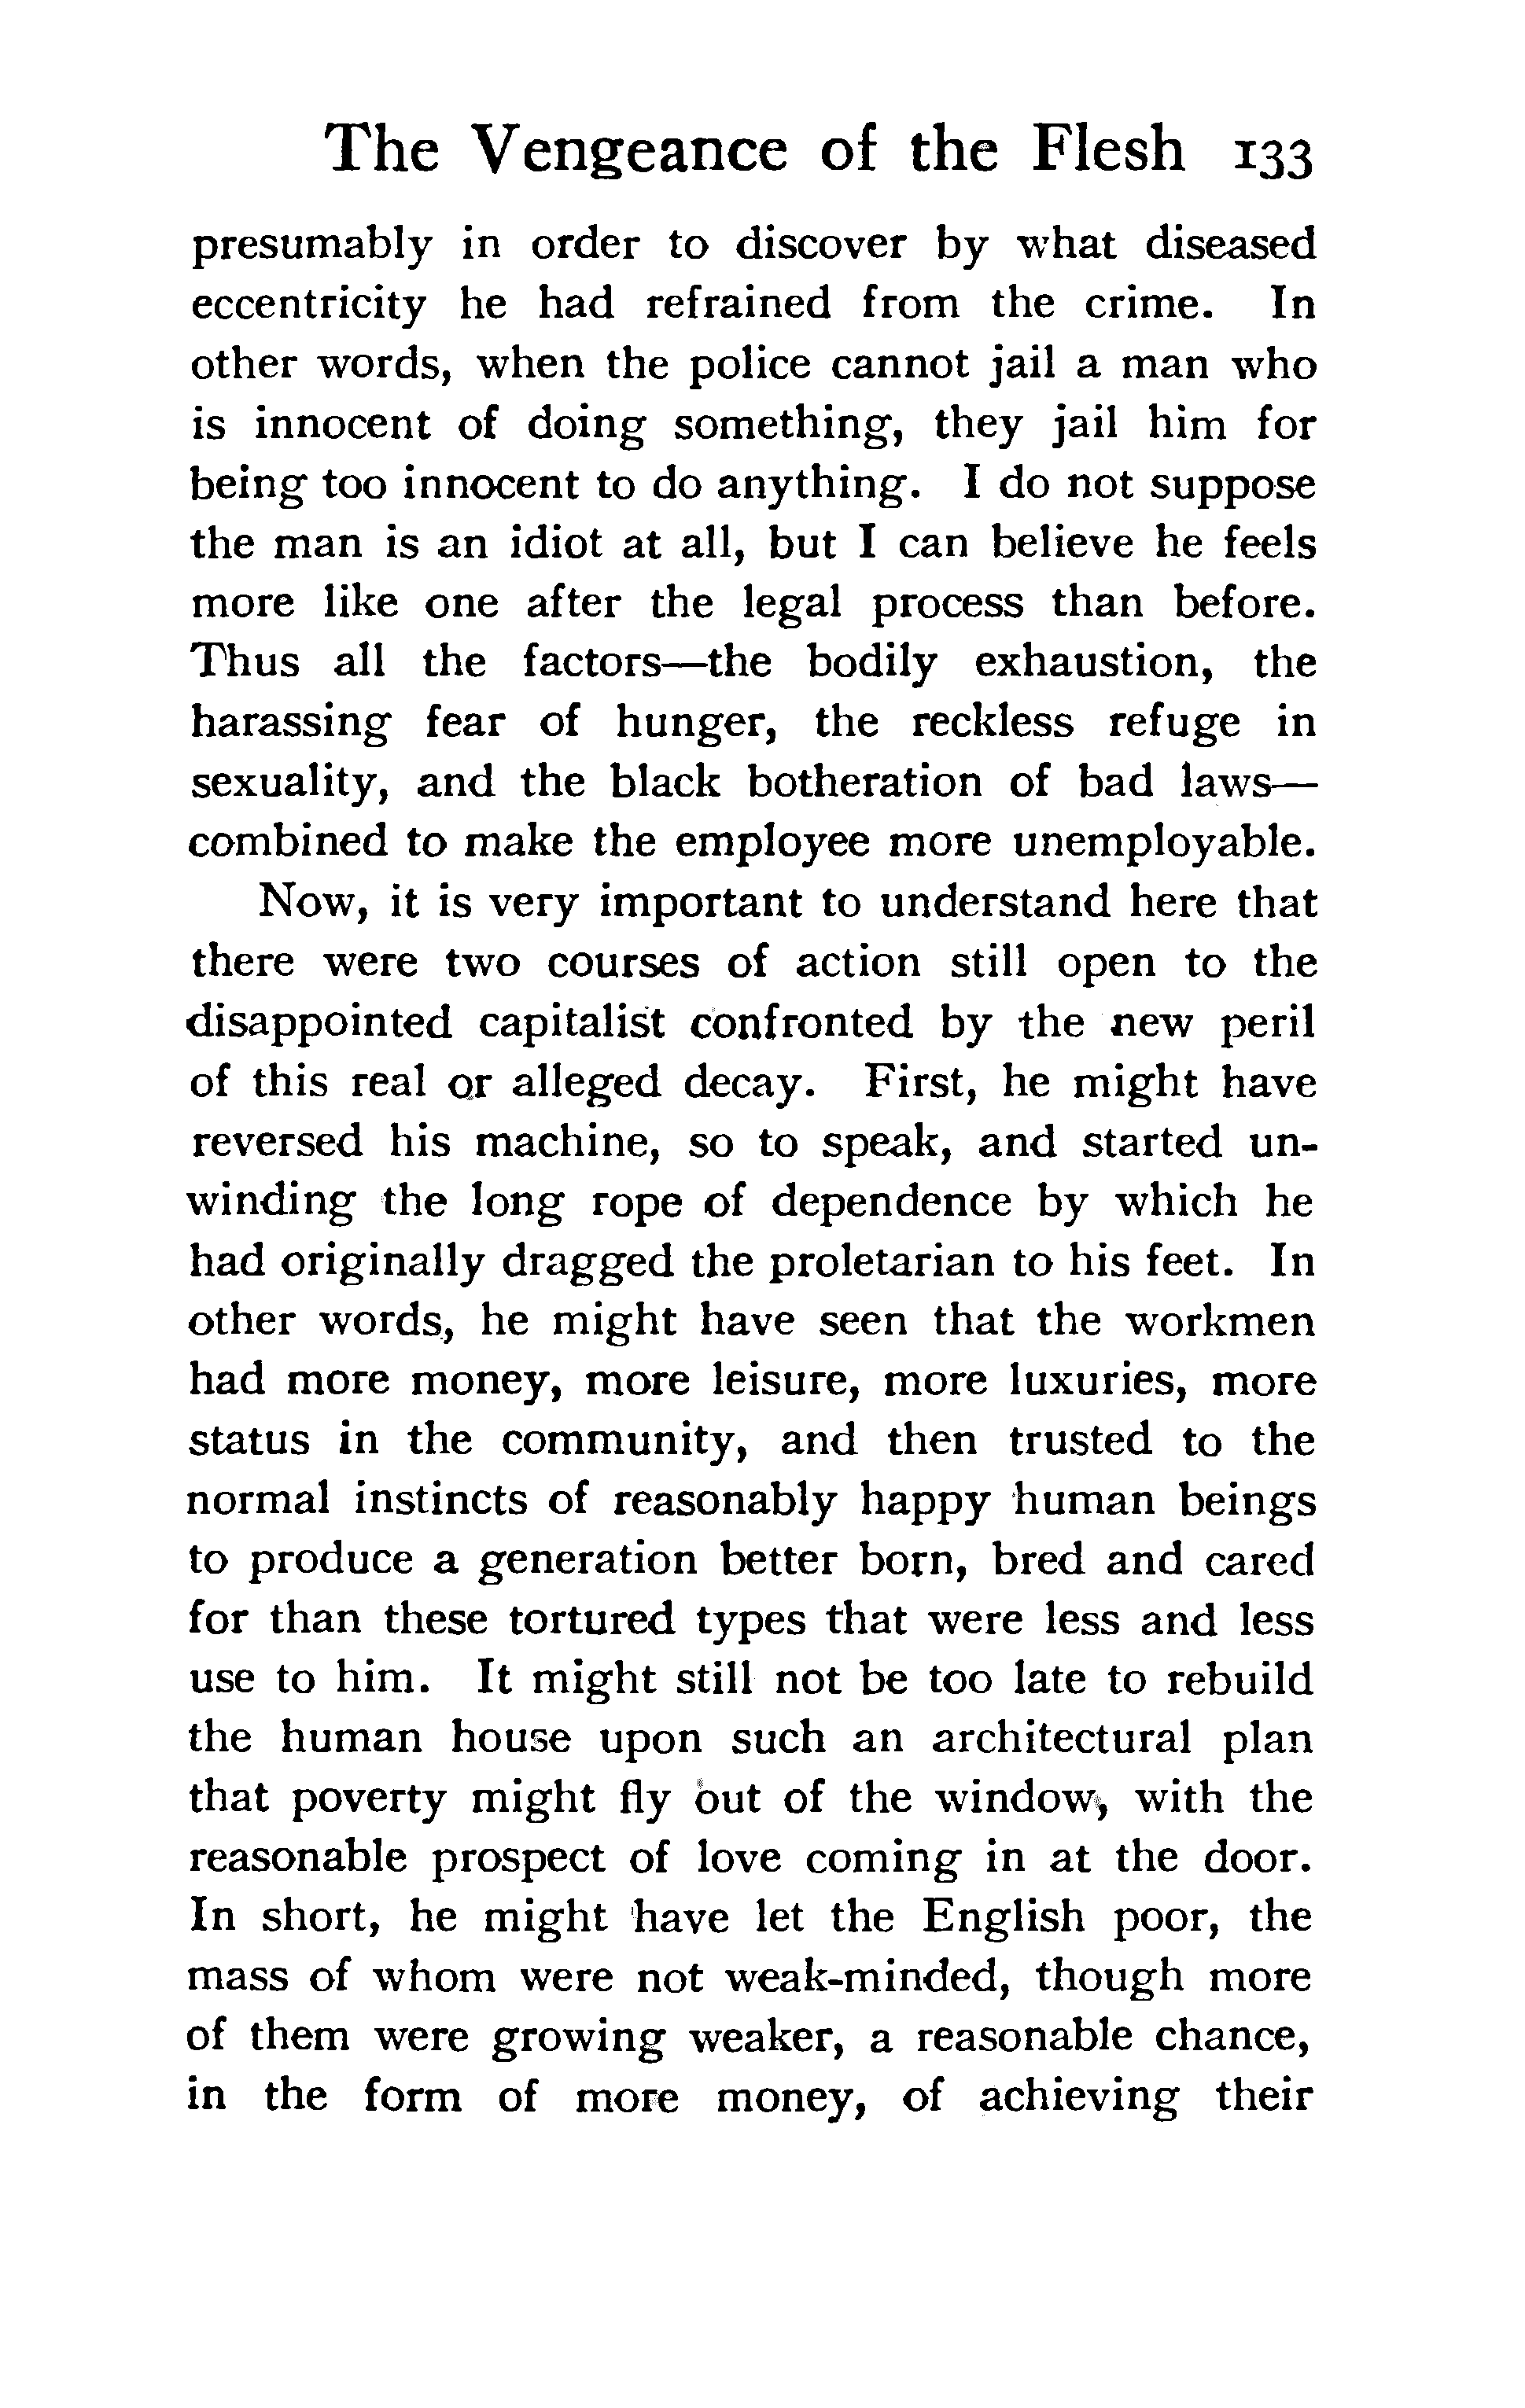 The Vengeance of the Flesh 133
presumably in order to discover by what diseased
eccentricity he had refrained from the crime. In
other words, when the police cannot jail a man who
is innocent of doing something, they jail him for
being too innocent to do anything. I do not suppose
the man is an idiot at all, but I can believe he feels
more like one after the legal process than before.
Thus all the factors—the bodily exhaustion, the
harassing fear of hunger, the reckless refuge in
sexuality, and the black botheration of bad laws—
combined to make the employee more unemployable.
Now, it is very important to understand here that
there were two courses of action still open to the
disappointed capitalist confronted by the new peril
of this real or alleged decay. First, he might have
reversed his machine, so to speak, and started un-
winding the long rope of dependence by which he
had originally dragged the proletarian to his feet. In
other words, he might have seen that the workmen
had more money, more leisure, more luxuries, more
status in the community, and then trusted to the
normal instincts of reasonably happy human beings
to produce a generation better born, bred and cared
for than these tortured types that were less and less
use to him. It might still not be too late to rebuild
the human house upon such an architectural plan
that poverty might fly out of the window, with the
reasonable prospect of love coming in at the door.
In short, he might have let the English poor, the
mass of whom were not weak-minded, though more
of them were growing weaker, a reasonable chance,
in the form of more money, of achieving their